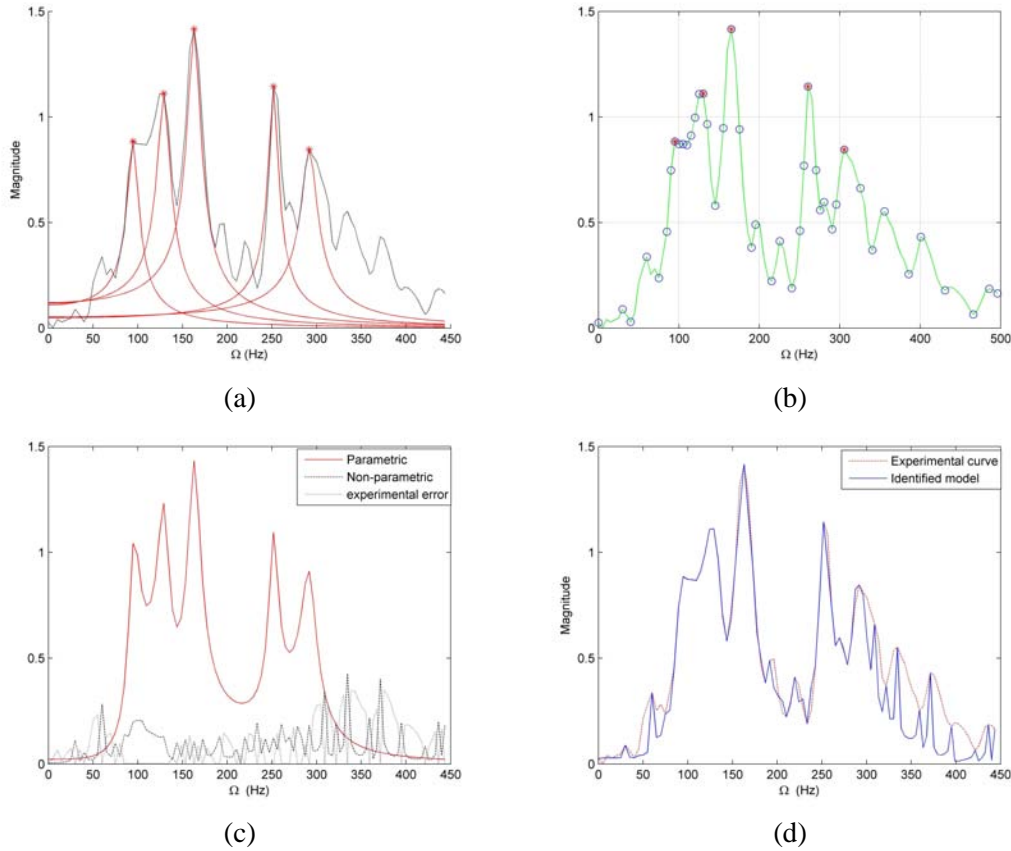 1.5
1
0.5
0
Magnitude
0 50 100 150 200 250 300 350 400 450
Ω (Hz)
(a)
1.5
1
0.5
0
0 100 200 300 400 500
Ω (Hz)
(b)
1.5
1
0.5
0
Parametric
Non-parametric
experimental error
0 50 100 150 200 250 300 350 400 450
Ω (Hz)
(c)
1.5
1
0.5
0
Magnitude
Experimental curve
Identified model
0 50 100 150 200 250 300 350 400 450
Ω (Hz)
(d)